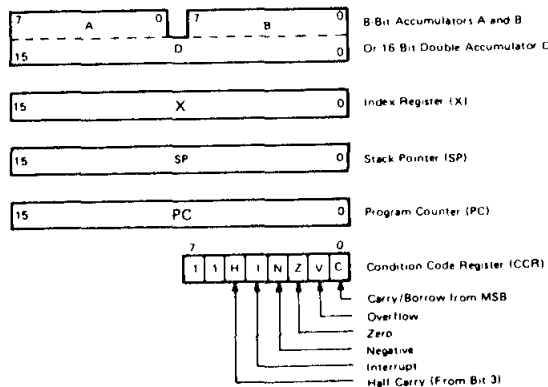 7 A 0 7 B 0 8-Bit Accumulators A and B
15 D 0 Or 16 Bit Double Accumulator D
15 X 0 Index Register (X)
15 SP 0 Stack Pointer (SP)
15 PC 0 Program Counter (PC)
7 0
1 1 H I N Z V C Condition Code Register (CCR)
Carry/Borrow from MSB
Overflow
Zero
Negative
Interrupt
Half Carry (From Bit 3)